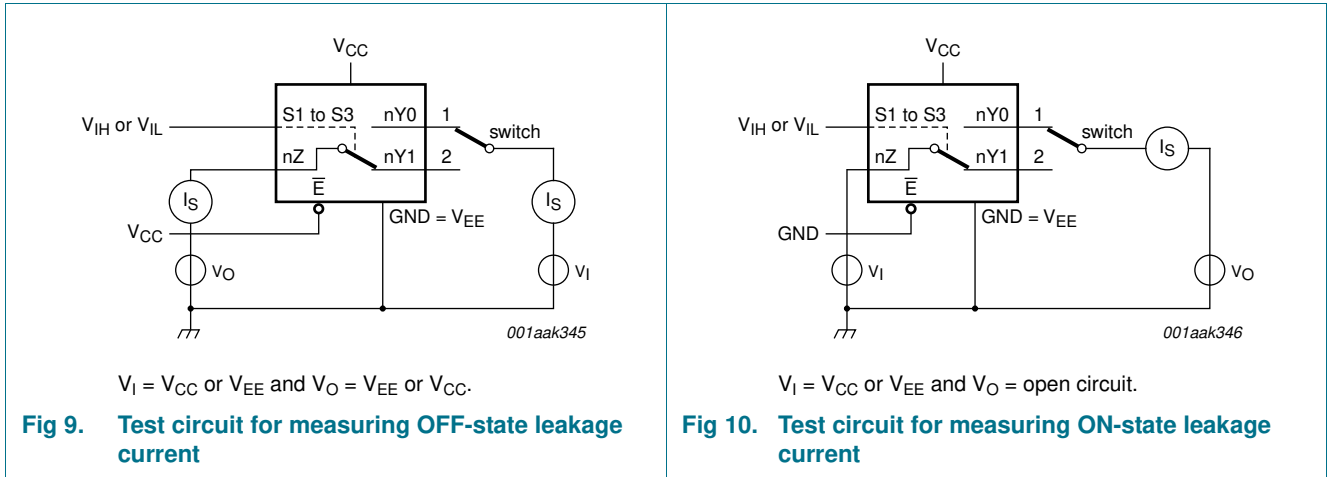 VCC
S1 to S3 nY0 1
VIH or VIL
switch
nZ nY1 2
E
IS
IS
GND = VEE
VCC
vO
vI
001aak345
VI = VCC or VEE and VO = VEE or VCC.
Fig 9. Test circuit for measuring OFF-state leakage
current
VCC
S1 to S3 nY0 1
VIH or VIL
switch
IS
nZ nY1 2
E
GND = VEE
GND
vI
vO
001aak346
VI = VCC or VEE and VO = open circuit.
Fig 10. Test circuit for measuring ON-state leakage
current